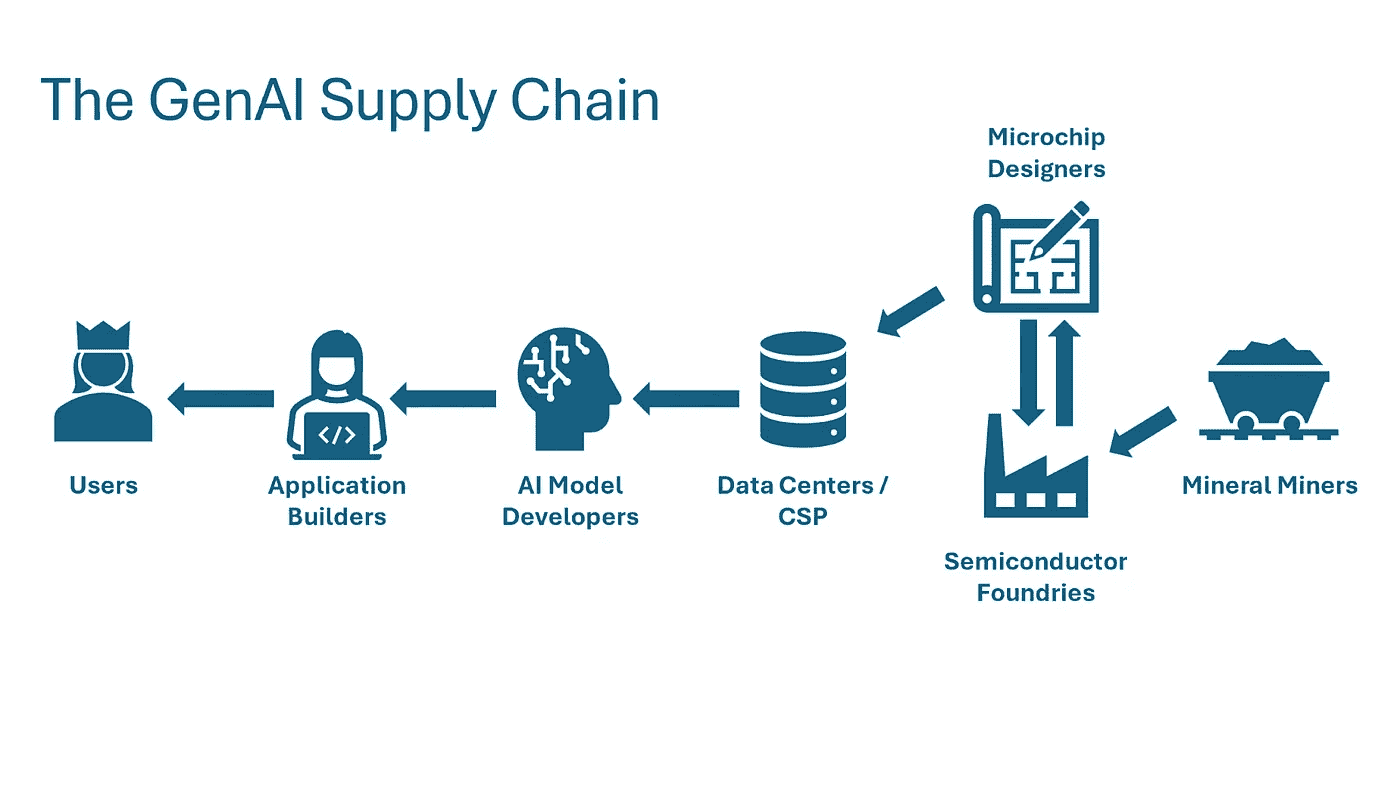 The GenAI Supply Chain
Microchip
Designers
</>
Users
Application
Builders
AI Model
Developers
Data Centers /
CSP
Semiconductor
Foundries
Mineral Miners